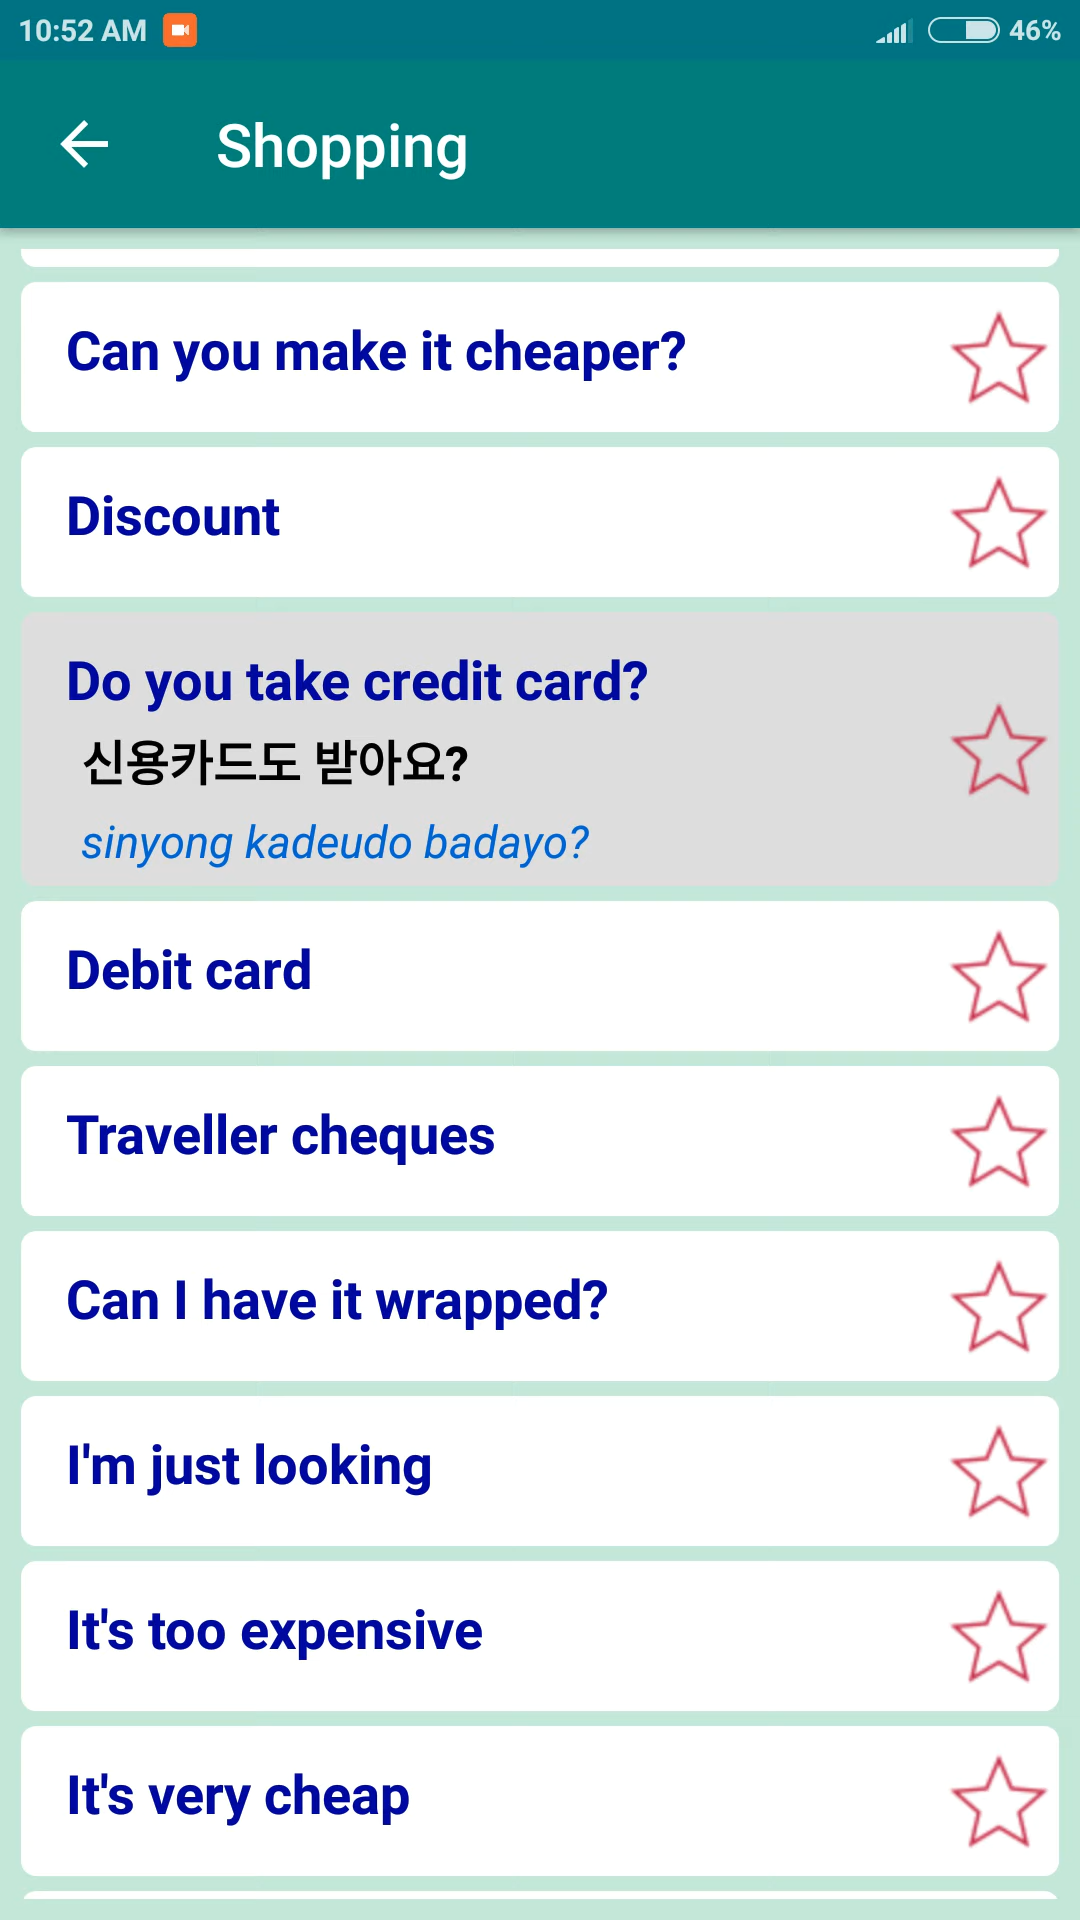 10:52 AM 46%
Shopping
Can you make it cheaper?
Discount
Do you take credit card?
신용카드도 받아요?
sinyong kadeudo badayo?
Debit card
Traveller cheques
Can I have it wrapped?
I'm just looking
It's too expensive
It's very cheap